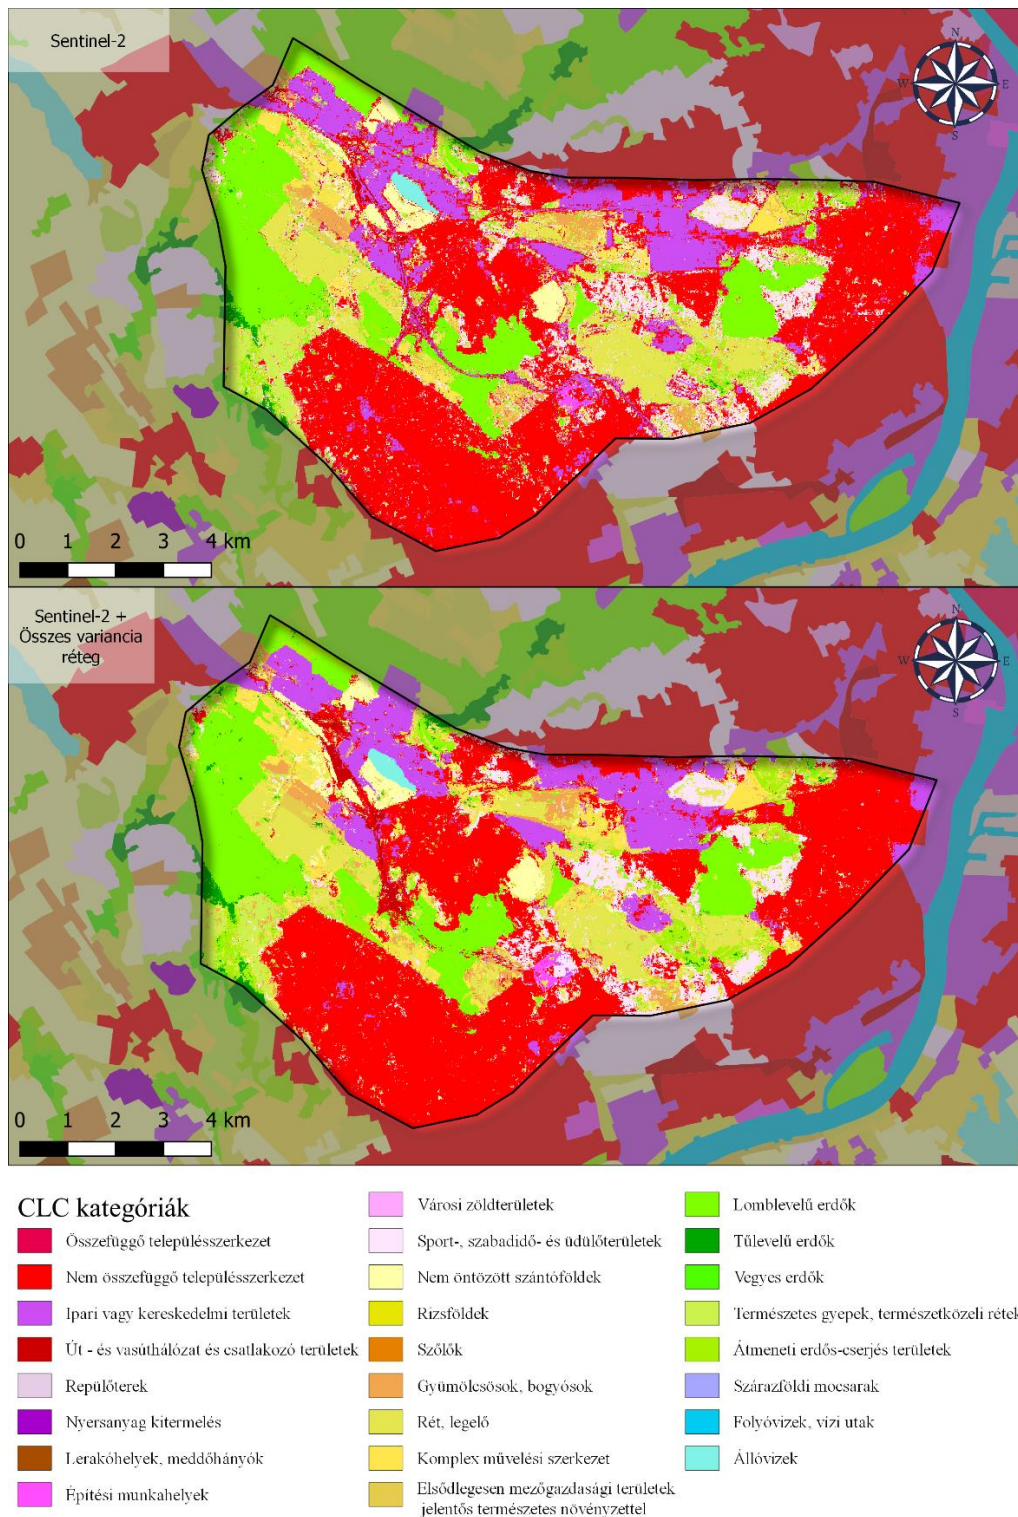 Sentinel-2
N
W E
S
0 1 2 3 4 km
Sentinel-2 +
Összes variancia
réteg
N
W E
S
0 1 2 3 4 km
CLC kategóriák
Összefüggő településszerkezet
Nem összefüggő településszerkezet
Ipari vagy kereskedelmi területek
Út - és vasúthálózat és csatlakozó területek
Repülőterek
Nyersanyag kitermelés
Lerakóhelyek, meddőhányók
Építési munkahelyek
Városi zöldterületek
Sport-, szabadidő- és üdülőterületek
Nem öntözött szántóföldek
Rizsföldek
Szőlők
Gyümölcsösök, bogyósok
Rét, legelő
Komplex művelési szerkezet
Elsődlegesen mezőgazdasági területek
jelentős természetes növényzettel
Lomblevelű erdők
Tűlevelű erdők
Vegyes erdők
Természetes gyepek, természetközeli rétek
Átmeneti erdős-cserjés területek
Szárazföldi mocsarak
Folyóvizek, vízi utak
Állóvizek